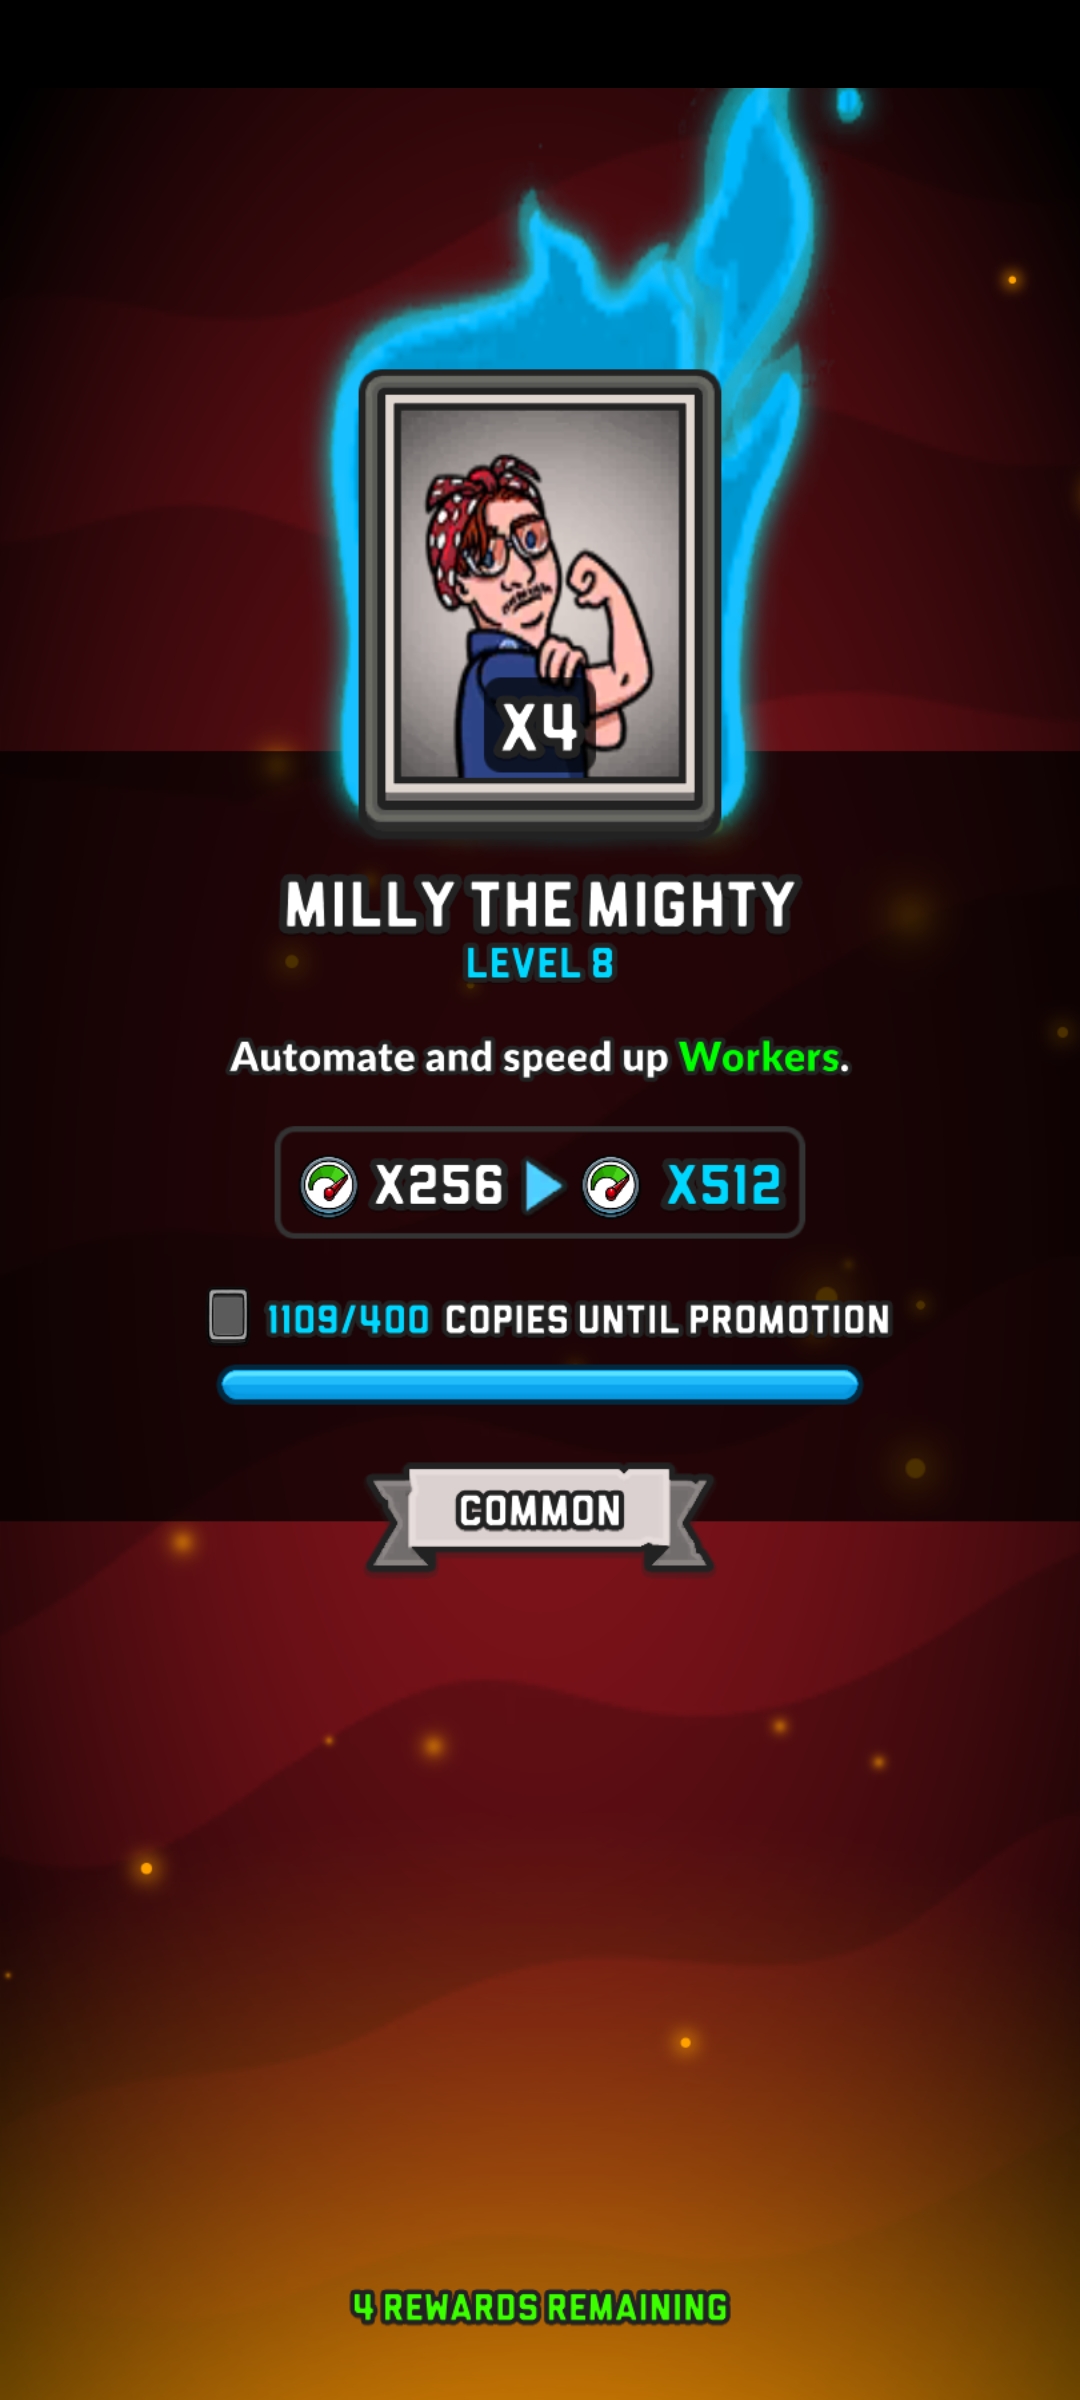 X4
MILLY THE MIGHTY
LEVEL 8
Automate and speed up Workers.
X256 X512
1109/400 COPIES UNTIL PROMOTION
COMMON
4 REWARDS REMAINING